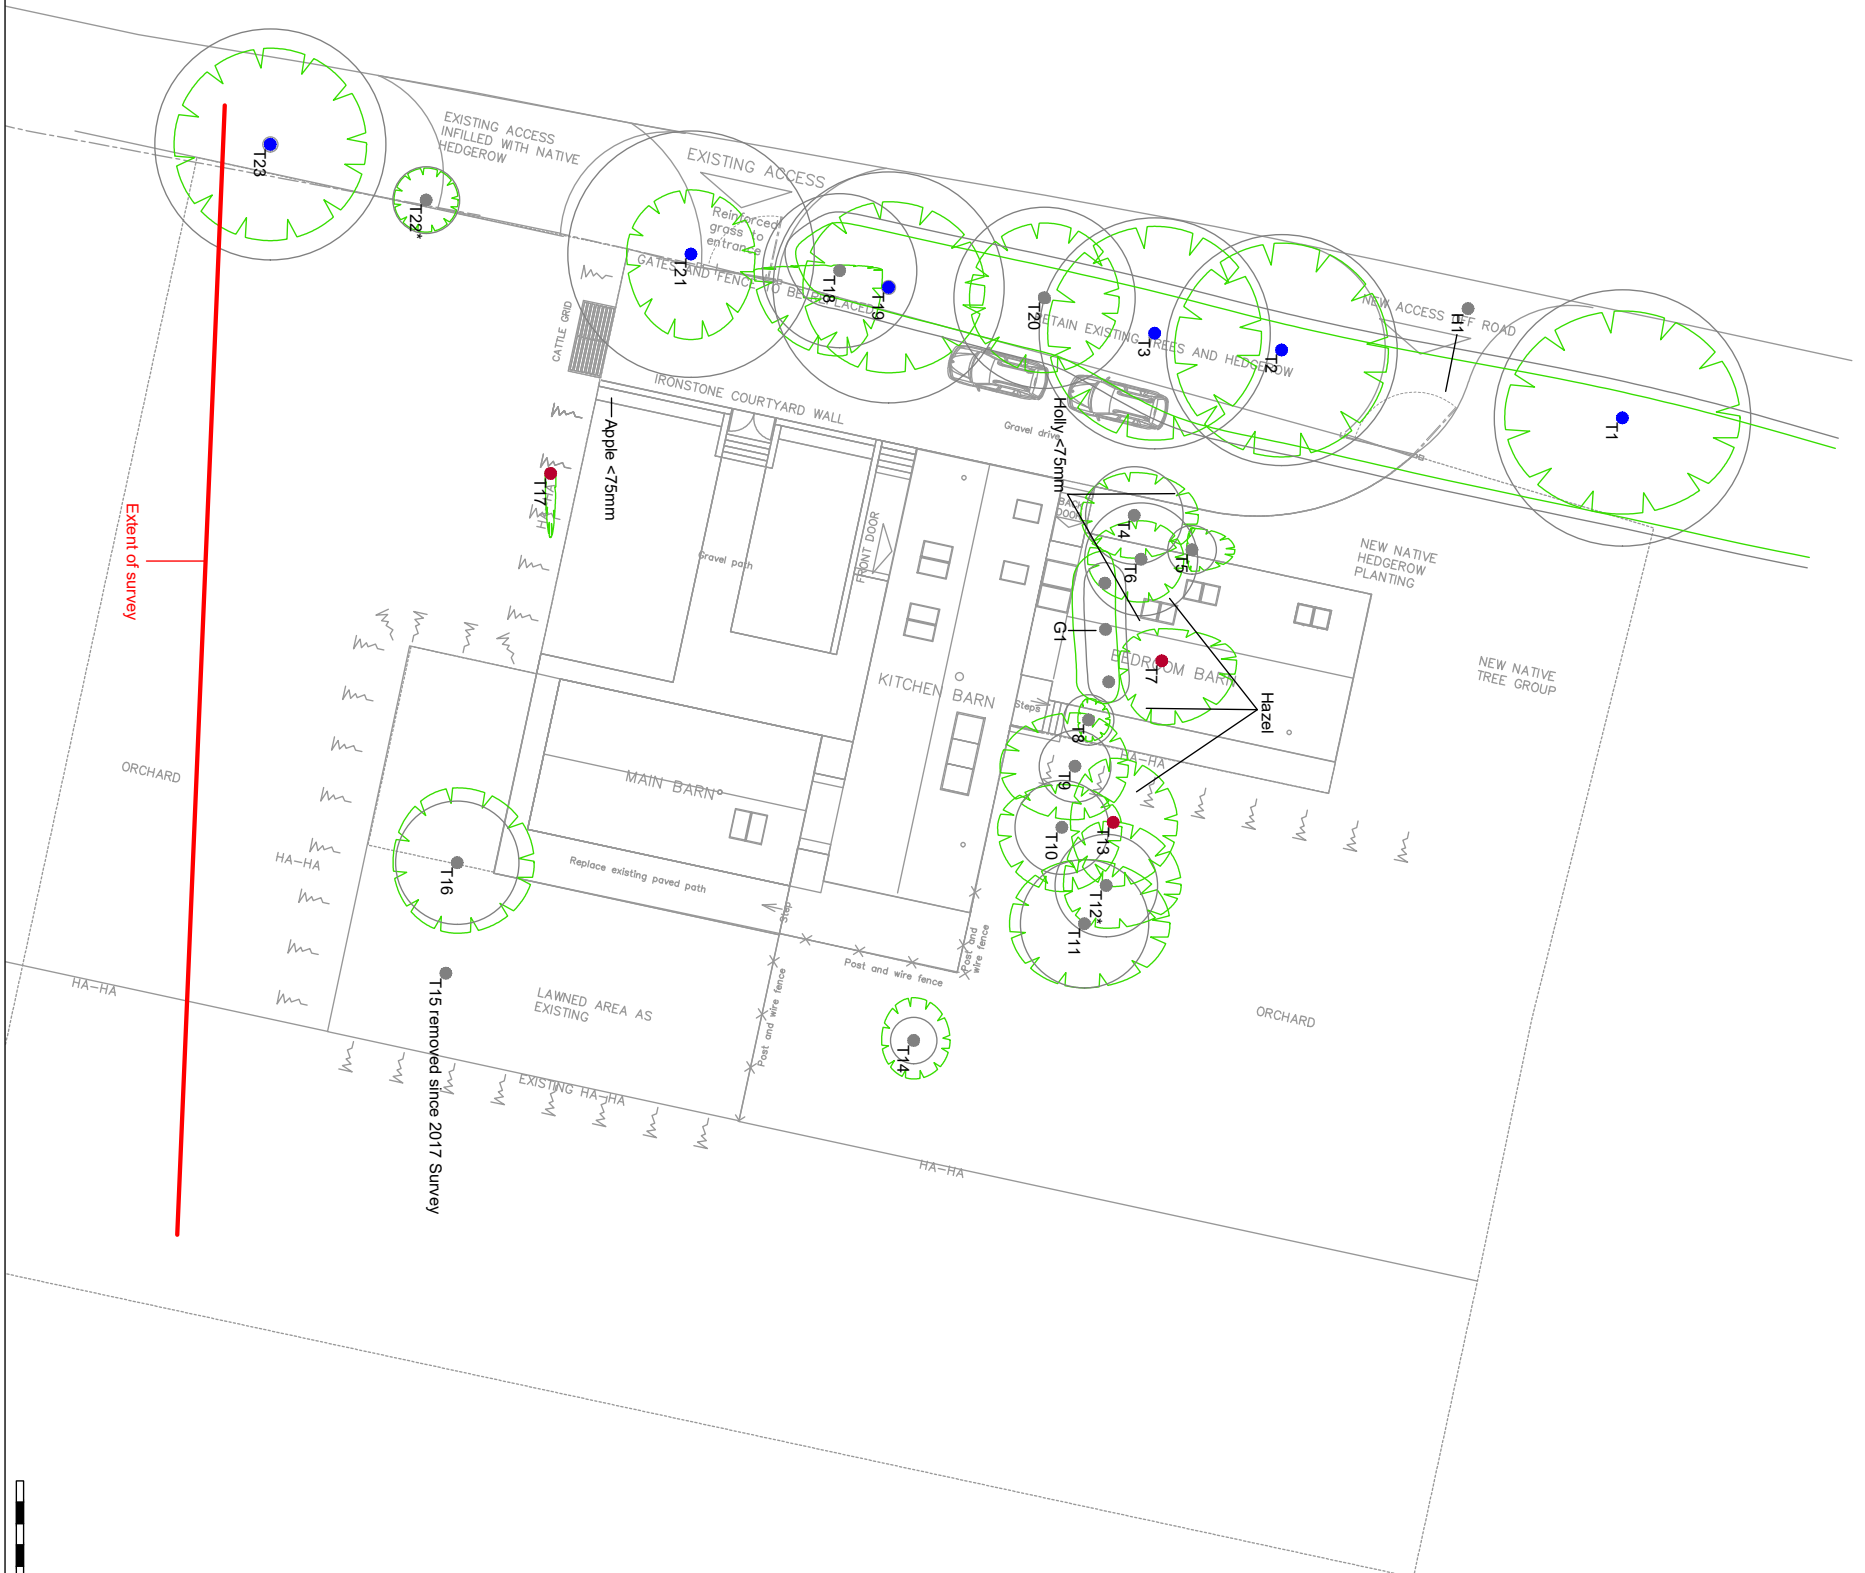 EXISTING ACCESS
INFILLED WITH NATIVE
HEDGEROW
T23
T22*
EXISTING ACCESS
Reinforced
grass to
entrance
T21
GATES AND FENCE TO BE REPLACED
T18
T19
T20
RETAIN EXISTING TREES AND HEDGEROW
T3
T2
NEW ACCESS OFF ROAD
H1
T1
CATTLE GRID
IRONSTONE COURTYARD WALL
Apple <75mm
Gravel drive
Holly <75mm
T17
HA-HA
Extent of survey
Gravel path
FRONT DOOR
BACK
DOOR
T4
T5
T6
G1
NEW NATIVE
HEDGEROW
PLANTING
NEW NATIVE
TREE GROUP
BEDROOM BARN
T7
Hazel
KITCHEN BARN
Steps
T8
HA-HA
T9
T10
T13
T12*
T11
ORCHARD
MAIN BARN
HA-HA
T16
Replace existing paved path
Step
Post and wire fence
Post and
wire fence
Post and wire fence
T14
ORCHARD
HA-HA
T15 removed since 2017 Survey
LAWNED AREA AS
EXISTING
EXISTING HA-HA
HA-HA